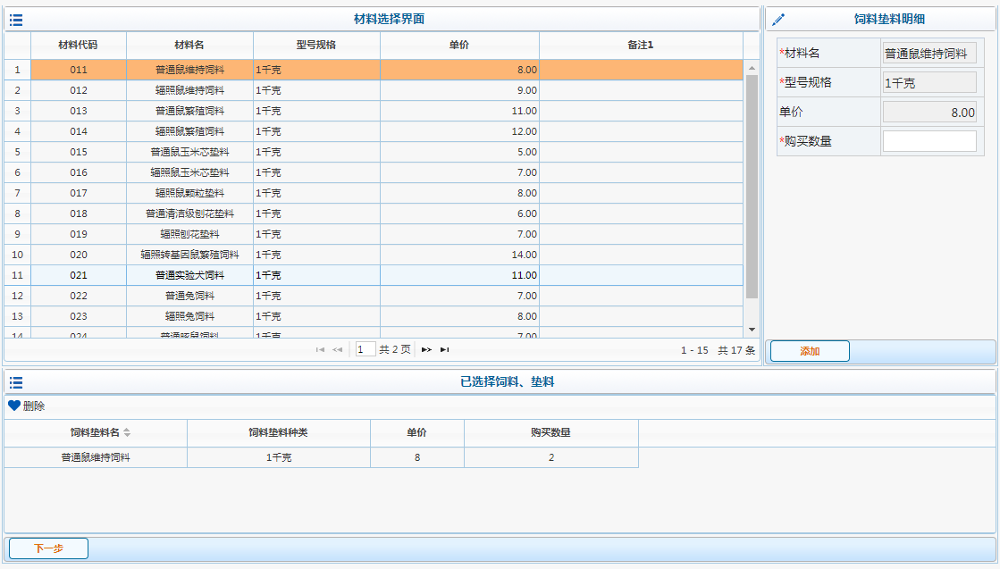 材料选择界面
材料代码 材料名 型号规格 单价 备注1
1 011 普通鼠维持饲料 1千克 8.00
2 012 辐照鼠维持饲料 1千克 9.00
3 013 普通鼠繁殖饲料 1千克 11.00
4 014 辐照鼠繁殖饲料 1千克 12.00
5 015 普通鼠玉米芯垫料 1千克 5.00
6 016 辐照鼠玉米芯垫料 1千克 7.00
7 017 辐照鼠颗粒垫料 1千克 8.00
8 018 普通清洁级刨花垫料 1千克 6.00
9 019 辐照刨花垫料 1千克 7.00
10 020 辐照转基因鼠繁殖饲料 1千克 14.00
11 021 普通实验犬饲料 1千克 11.00
12 022 普通兔饲料 1千克 7.00
13 023 辐照兔饲料 1千克 8.00
14 024 普通豚鼠饲料 1千克 7.00
1 共 2 页 1 - 15 共 17 条
饲料垫料明细
*材料名 普通鼠维持饲料
*型号规格 1千克
单价 8.00
*购买数量
添加
已选择饲料、垫料
删除
饲料垫料名 饲料垫料种类 单价 购买数量
普通鼠维持饲料 1千克 8 2
下一步